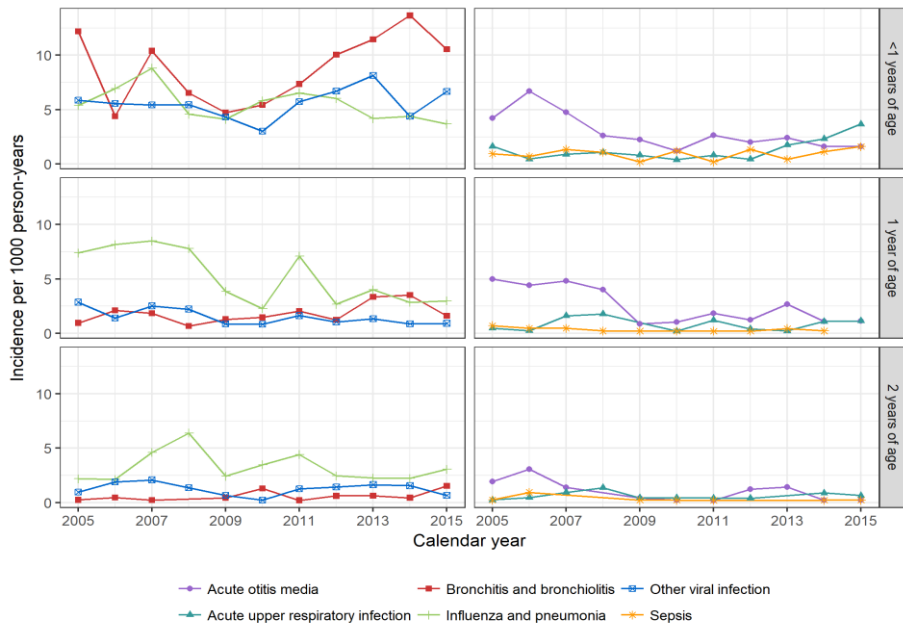 10
5
0
<1 years of age
10
5
0
1 year of age
10
5
0
2 years of age
Incidence per 1000 person-years
2005 2007 2009 2011 2013 2015 2005 2007 2009 2011 2013 2015
Calendar year
Acute otitis media Bronchitis and bronchiolitis Other viral infection
Acute upper respiratory infection Influenza and pneumonia Sepsis